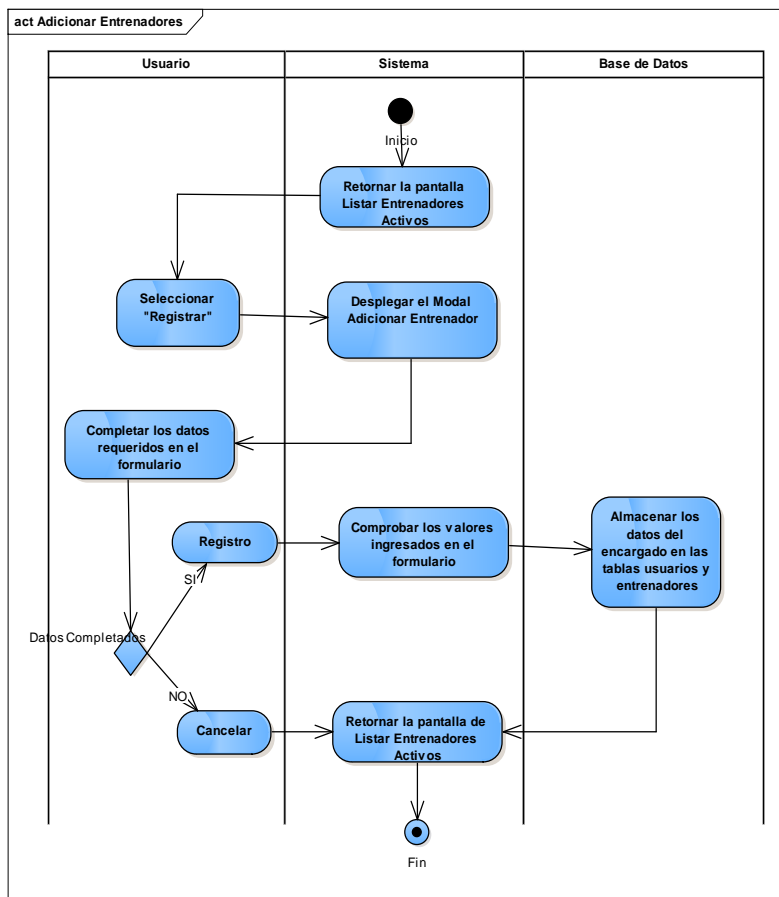 act Adicionar Entrenadores
Usuario
Sistema
Base de Datos
Inicio
Retornar la pantalla
Listar Entrenadores
Activos
Seleccionar
"Registrar"
Desplegar el Modal
Adicionar Entrenador
Completar los datos
requeridos en el
formulario
Registro
Comprobar los valores
ingresados en el
formulario
Almacenar los
datos del
encargado en las
tablas usuarios y
entrenadores
SI
Datos Completados
NO
Cancelar
Retornar la pantalla de
Listar Entrenadores
Activos
Fin